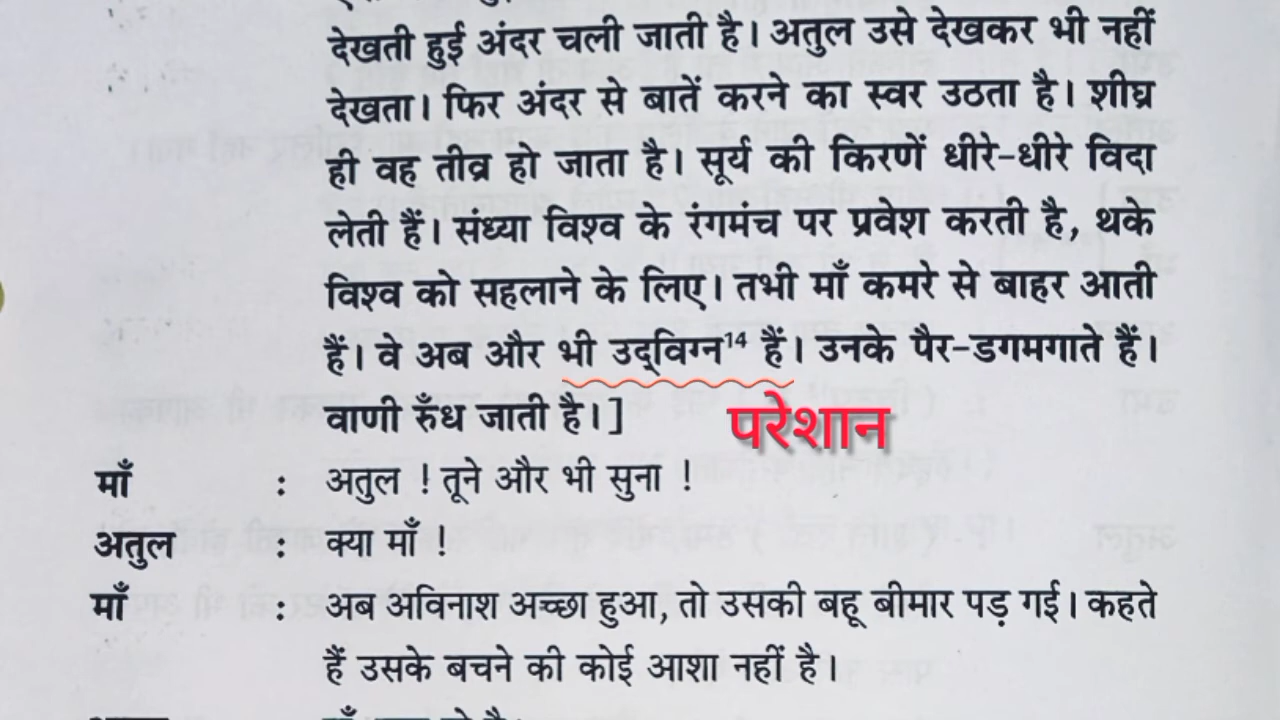 देखती हुई अंदर चली जाती है। अतुल उसे देखकर भी नहीं
देखता। फिर अंदर से बातें करने का स्वर उठता है। शीघ्र
ही वह तीव्र हो जाता है। सूर्य की किरणें धीरे-धीरे विदा
लेती हैं। संध्या विश्व के रंगमंच पर प्रवेश करती है, थके
विश्व को सहलाने के लिए। तभी माँ कमरे से बाहर आती
हैं। वे अब और भी उद्‌विग्न¹⁴ हैं। उनके पैर-डगमगाते हैं।
वाणी रुँध जाती है।]
परेशान
माँ : अतुल ! तूने और भी सुना !
अतुल : क्या माँ !
माँ : अब अविनाश अच्छा हुआ, तो उसकी बहू बीमार पड़ गई। कहते
हैं उसके बचने की कोई आशा नहीं है।